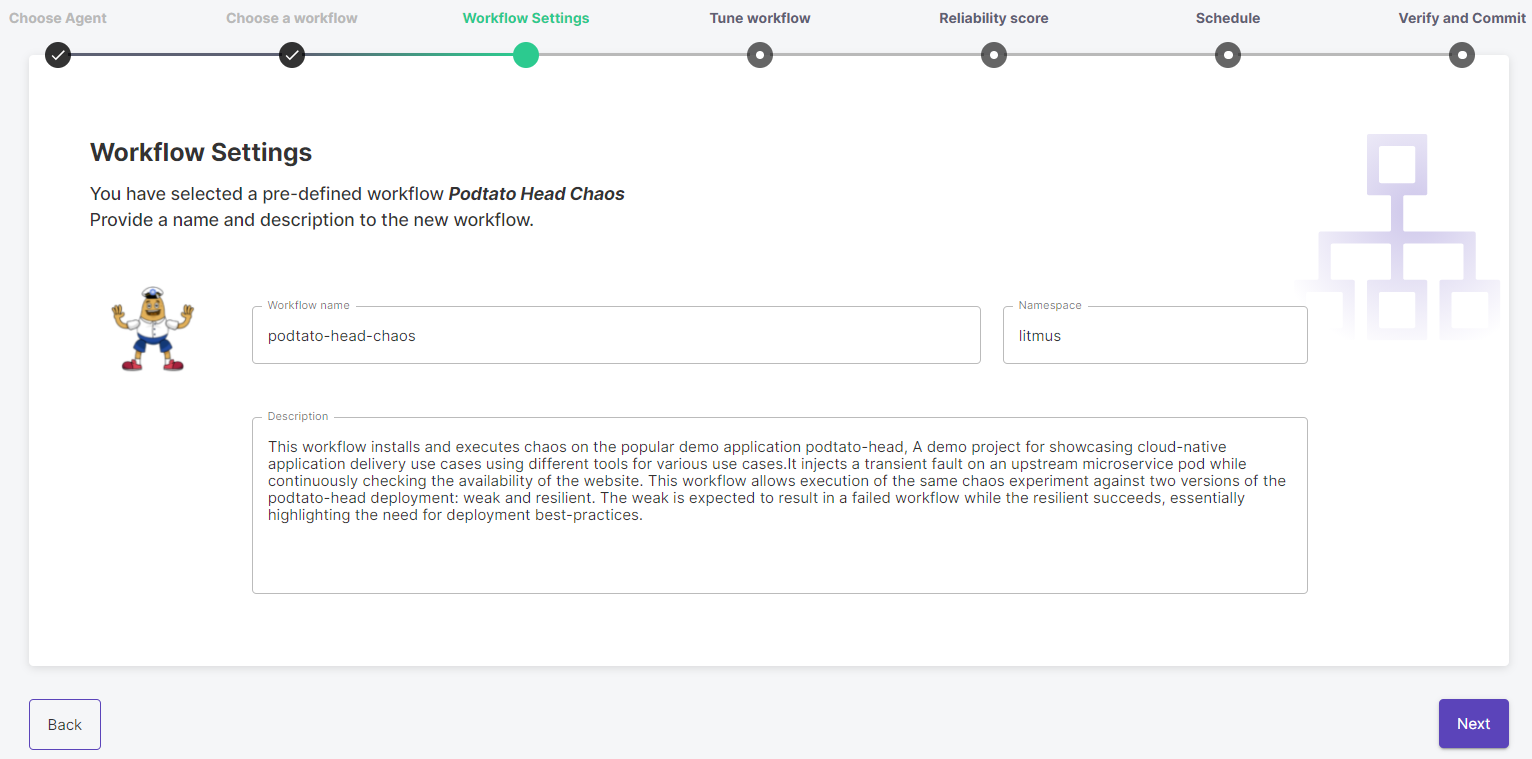 Choose Agent
Choose a workflow
Workflow Settings
Tune workflow
Reliability score
Schedule
Verify and Commit
Workflow Settings
You have selected a pre-defined workflow Podtato Head Chaos
Provide a name and description to the new workflow.
Workflow name
podtato-head-chaos
Namespace
litmus
Description
This workflow installs and executes chaos on the popular demo application podtato-head, A demo project for showcasing cloud-native
application delivery use cases using different tools for various use cases.It injects a transient fault on an upstream microservice pod while
continuously checking the availability of the website. This workflow allows execution of the same chaos experiment against two versions of the
podtato-head deployment: weak and resilient. The weak is expected to result in a failed workflow while the resilient succeeds, essentially
highlighting the need for deployment best-practices.
Back
Next